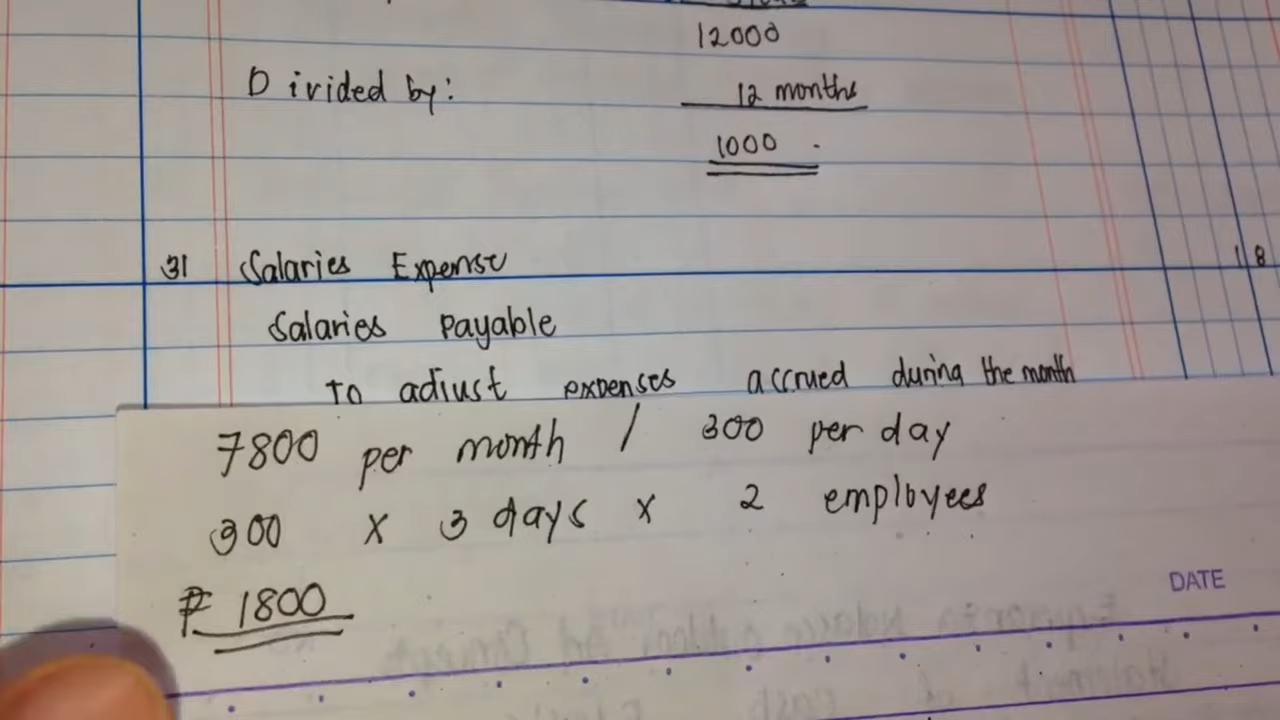 12000
Divided by: 12 months
1000
31 Salaries Expense 18
Salaries payable
To adjust expenses accrued during the month
7800 per month / 300 per day
300 x 3 days x 2 employees
₱ 1800
DATE